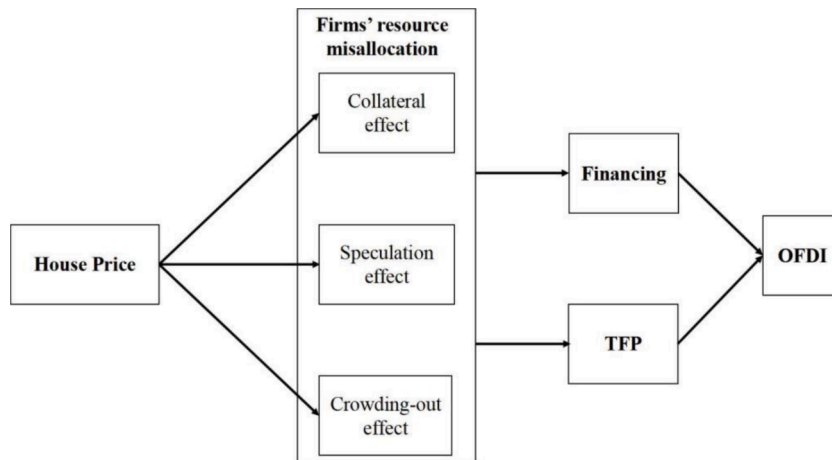 Firms' resource
misallocation
Collateral
effect
Financing
House Price
Speculation
effect
OFDI
TFP
Crowding-out
effect